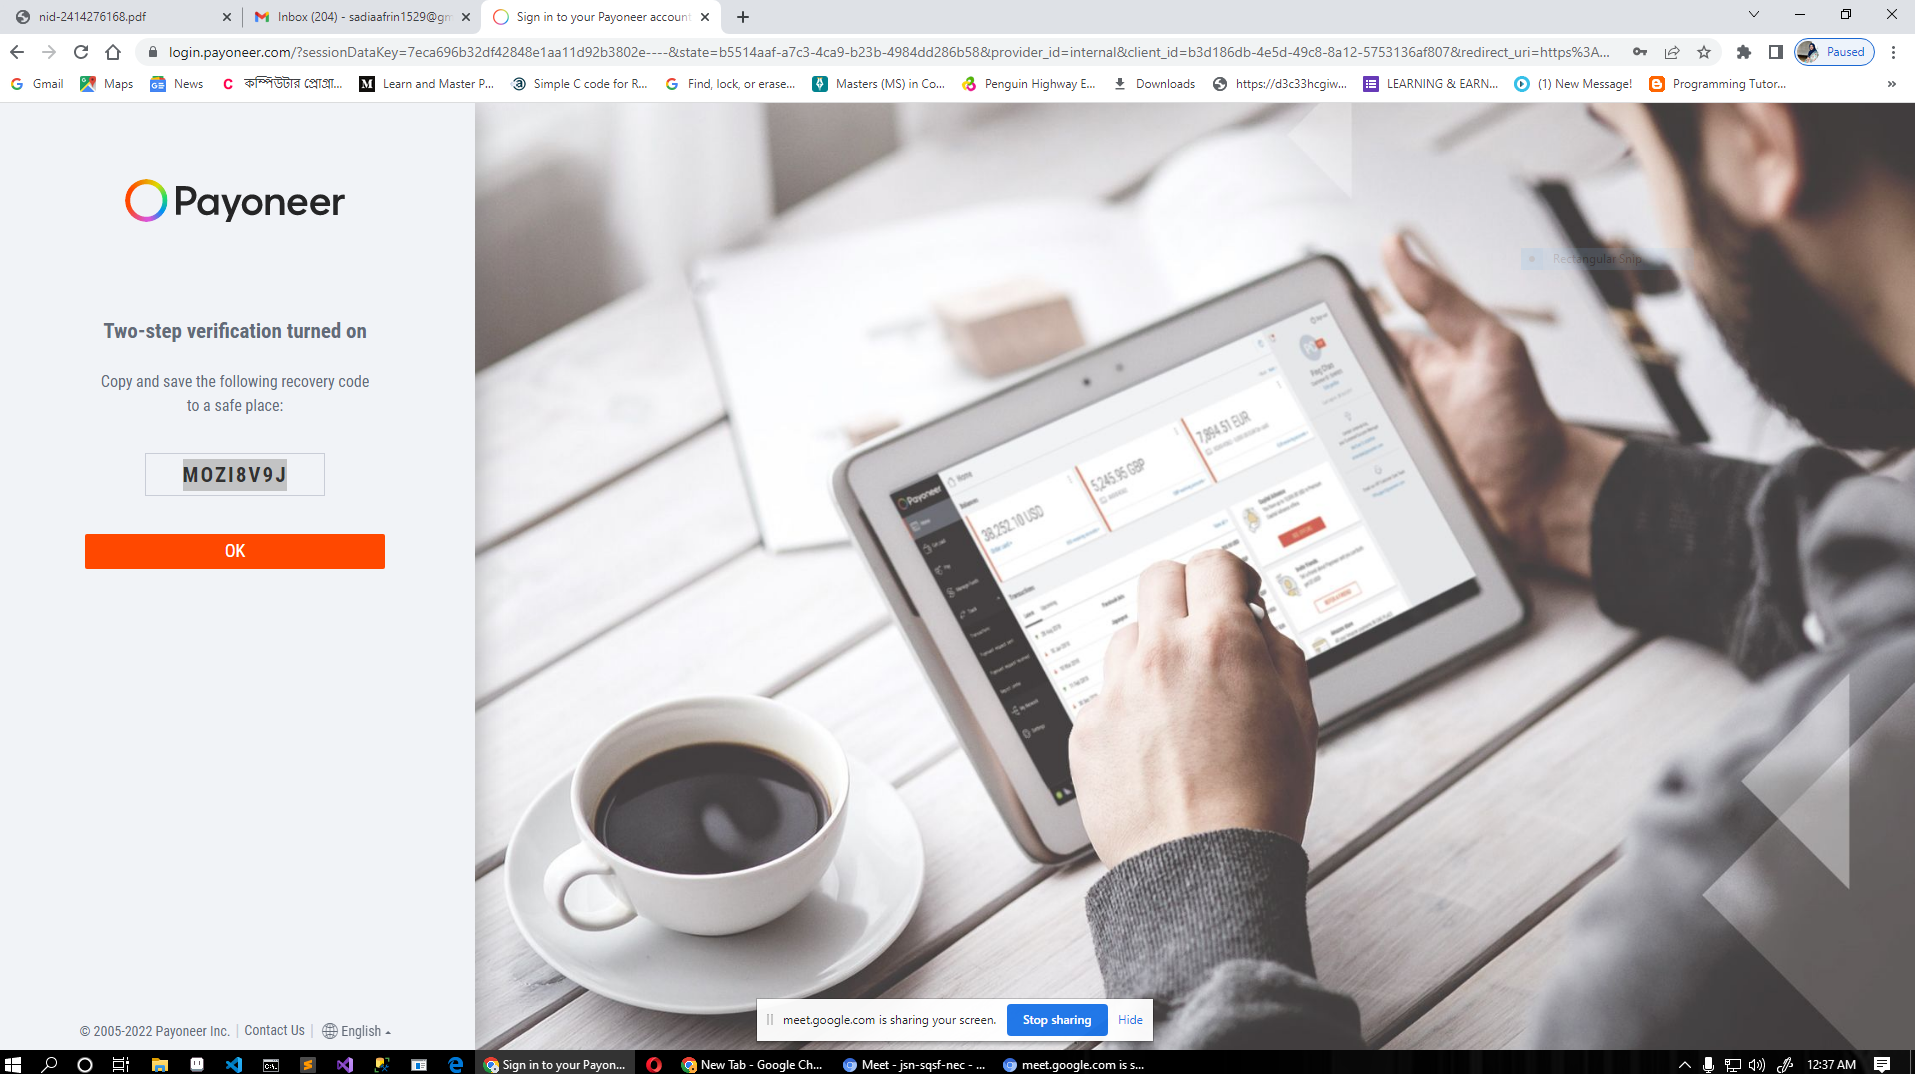 nid-2414276168.pdf
Inbox (204) - sadiaafrin1529@gm
Sign in to your Payoneer account
login.payoneer.com/?sessionDataKey=7eca696b32df42848e1aa11d92b3802e----&state=b5514aaf-a7c3-4ca9-b23b-4984dd286b58&provider_id=internal&client_id=b3d186db-4e5d-49c8-8a12-5753136af807&redirect_uri=https%3A...
Paused
Gmail
Maps
News
কম্পিউটার প্রোগ্রা...
Learn and Master P...
Simple C code for R...
Find, lock, or erase...
Masters (MS) in Co...
Penguin Highway E...
Downloads
https://d3c33hcgiw...
LEARNING & EARN...
(1) New Message!
Programming Tutor...
»
Payoneer
Rectangular Snip
Two-step verification turned on
Copy and save the following recovery code
to a safe place:
MOZI8V9J
OK
Payoneer
Home
38,252.10 USD
5,245.95 GBP
7,894.51 EUR
Transactions
© 2005-2022 Payoneer Inc.
Contact Us
English
meet.google.com is sharing your screen.
Stop sharing
Hide
Sign in to your Payon...
New Tab - Google Ch...
Meet - jsn-sqsf-nec - ...
meet.google.com is s...
12:37 AM